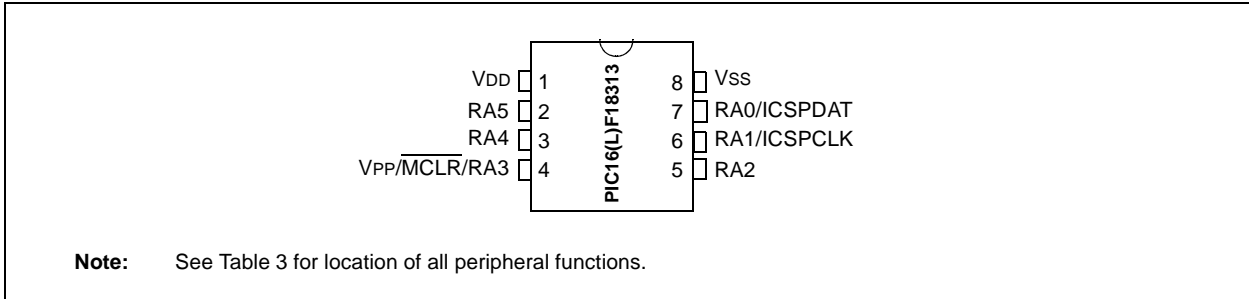 VDD 1
RA5 2
RA4 3
VPP/MCLR/RA3 4
PIC16(L)F18313
8 VSS
7 RA0/ICSPDAT
6 RA1/ICSPCLK
5 RA2
Note: See Table 3 for location of all peripheral functions.